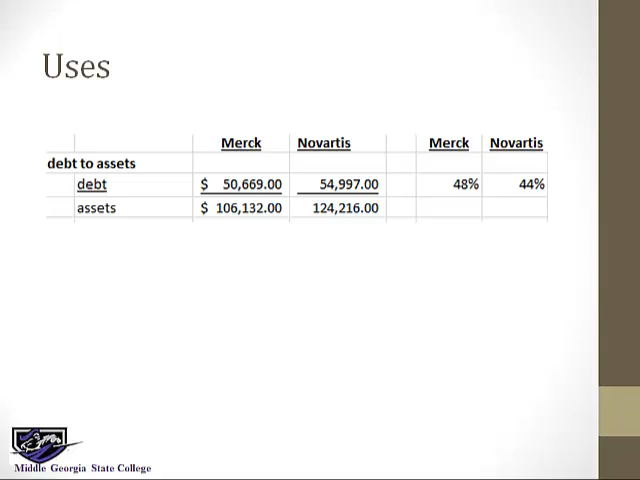 Uses
Merck Novartis Merck Novartis
debt to assets
debt $ 50,669.00 54,997.00 48% 44%
assets $ 106,132.00 124,216.00
Middle Georgia State College